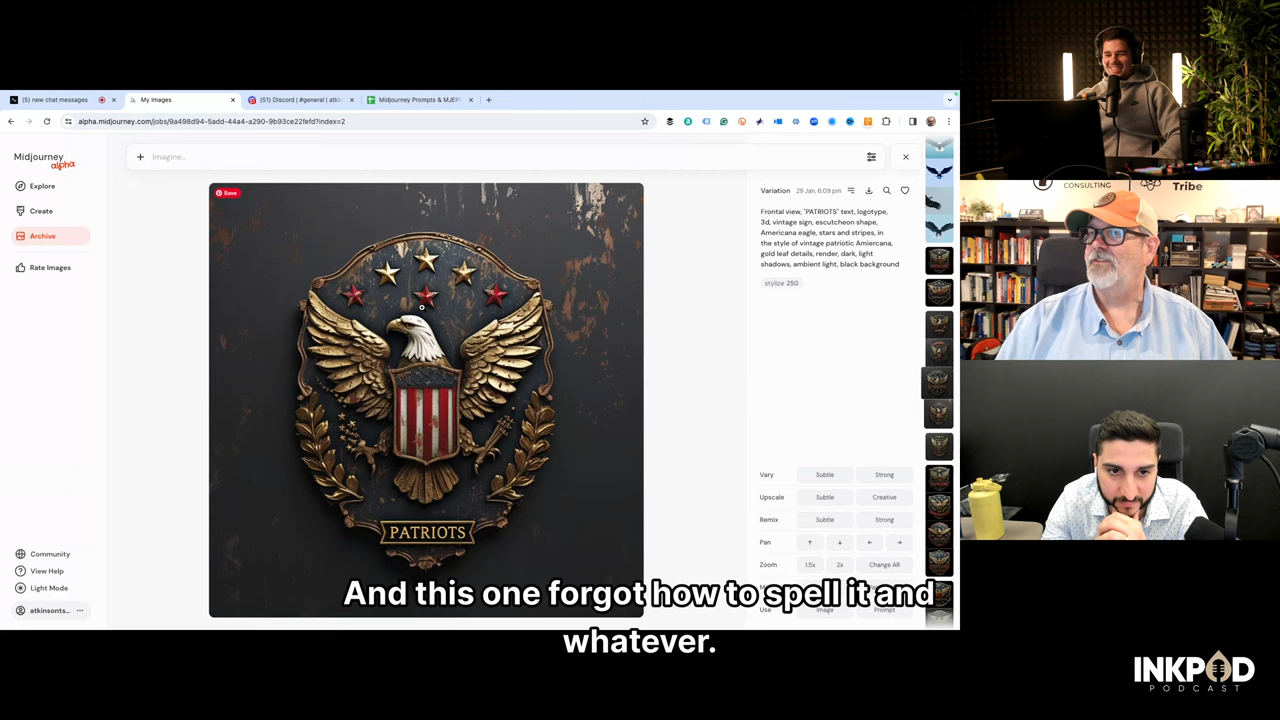 (5) new chat messages
My Images
(51) Discord | #general | atkin
Midjourney Prompts & MJEP
alpha.midjourney.com/jobs/9a498d94-5add-44a4-a290-9b93ce22fefd?index=2
Midjourney
alpha
Explore
Create
Archive
Rate Images
Community
View Help
Light Mode
atkinsonts...
Imagine...
Save
PATRIOTS
Variation 29 Jan, 6:09 pm
Frontal view, "PATRIOTS" text, logotype,
3d, vintage sign, escutcheon shape,
Americana eagle, stars and stripes, in
the style of vintage patriotic Amiercana,
gold leaf details, render, dark, light
shadows, ambient light, black background
stylize 250
Vary Subtle Strong
Upscale Subtle Creative
Remix Subtle Strong
Pan ↑ ↓ ← →
Zoom 1.5x 2x Change AR
Use Image Prompt
And this one forgot how to spell it and
whatever.
CONSULTING
Tribe
INKPOD
PODCAST